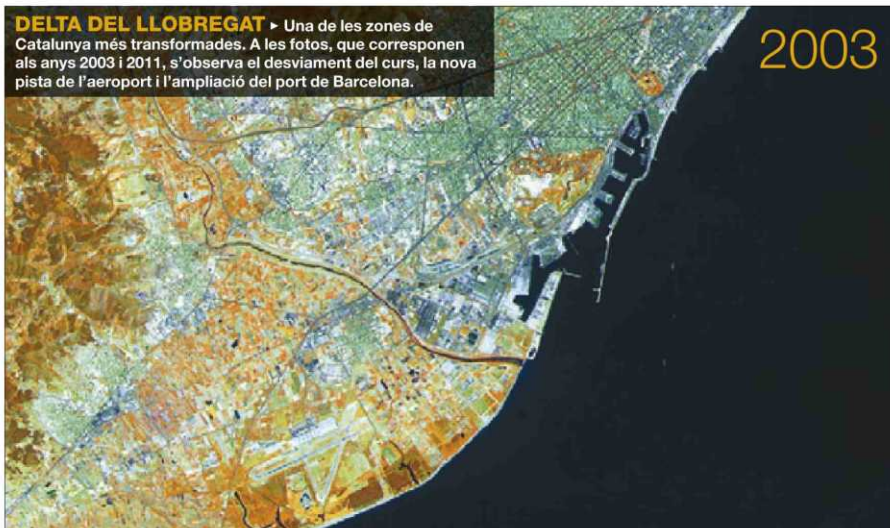 DELTA DEL LLOBREGAT ▸ Una de les zones de
Catalunya més transformades. A les fotos, que corresponen
als anys 2003 i 2011, s’observa el desviament del curs, la nova
pista de l’aeroport i l’ampliació del port de Barcelona.
2003